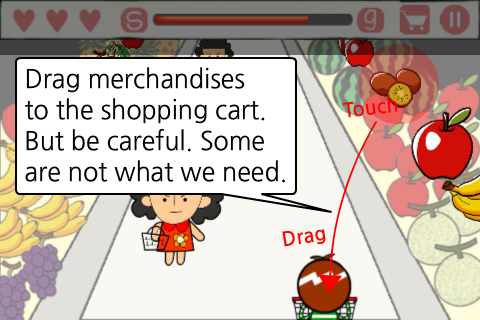 S
g
Drag merchandises
to the shopping cart.
But be careful. Some
are not what we need.
Touch
Drag